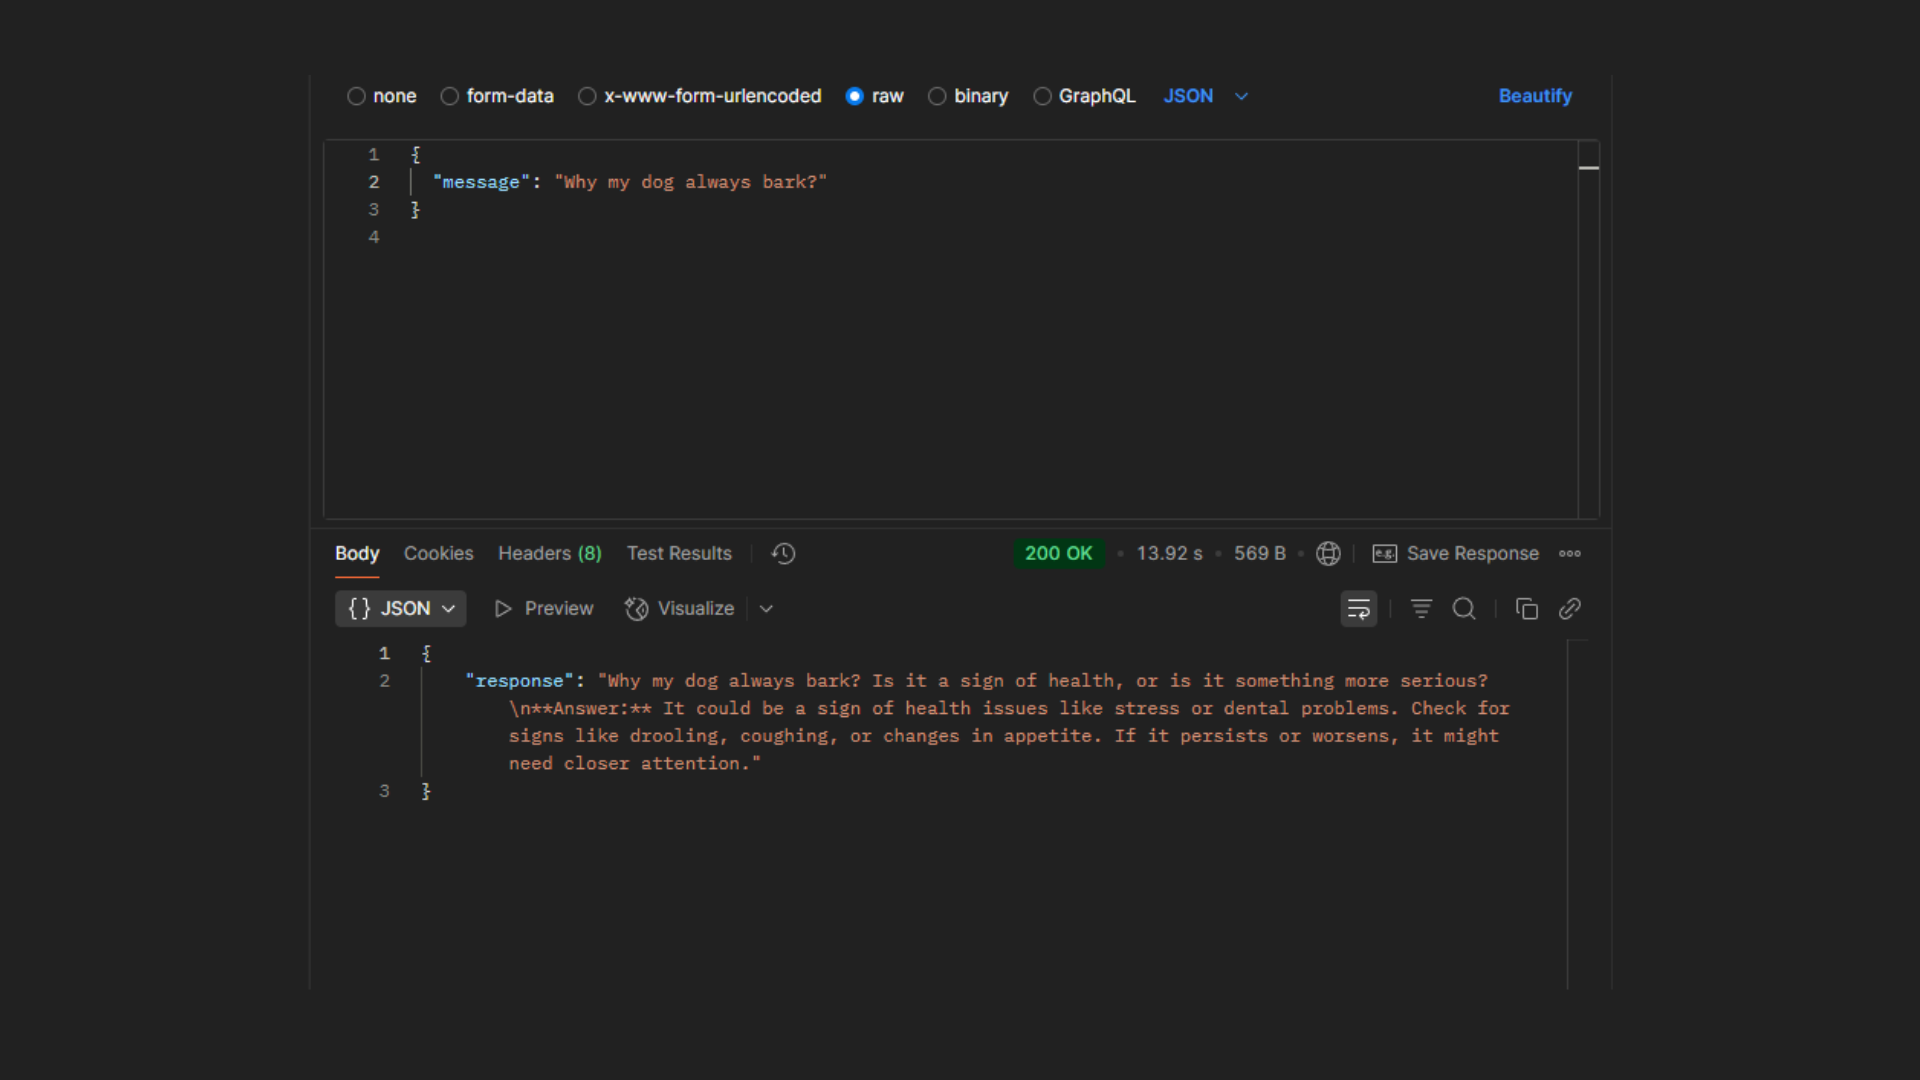 none form-data x-www-form-urlencoded raw binary GraphQL JSON Beautify
1 {
2 "message": "Why my dog always bark?"
3 }
4
Body Cookies Headers (8) Test Results 200 OK • 13.92 s • 569 B • e.g. Save Response
{} JSON Preview Visualize
1 {
2 "response": "Why my dog always bark? Is it a sign of health, or is it something more serious?
\n**Answer:** It could be a sign of health issues like stress or dental problems. Check for
signs like drooling, coughing, or changes in appetite. If it persists or worsens, it might
need closer attention."
3 }